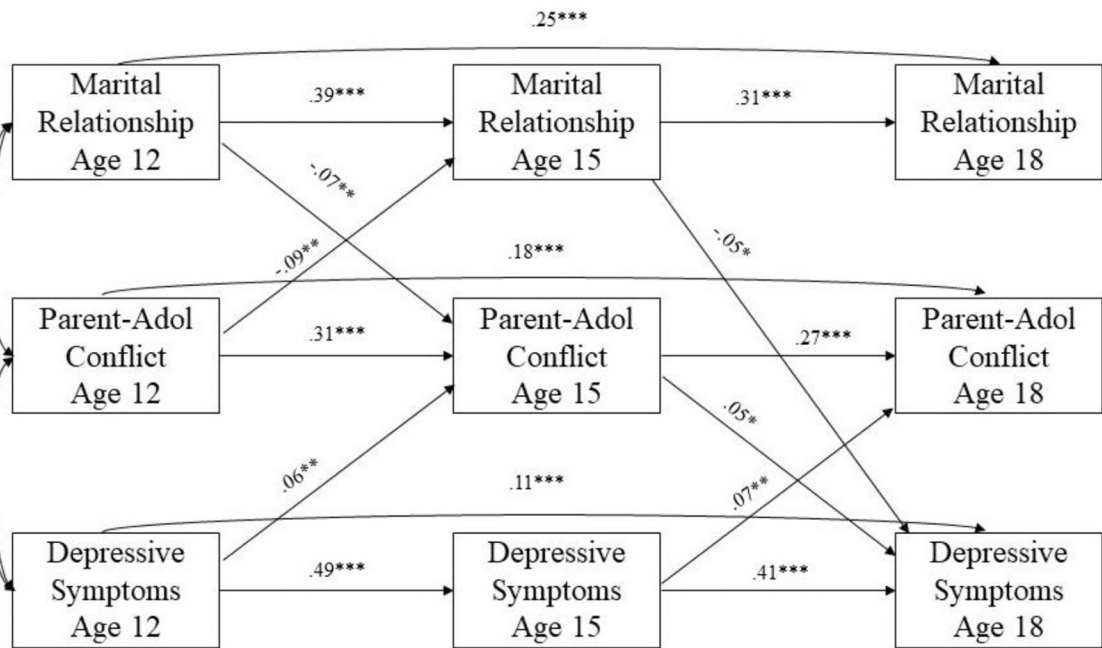 .25***
Marital
Relationship
Age 12
.39***
Marital
Relationship
Age 15
.31***
Marital
Relationship
Age 18
-.07**
-.09**
-.05*
.18***
Parent-Adol
Conflict
Age 12
.31***
Parent-Adol
Conflict
Age 15
.27***
Parent-Adol
Conflict
Age 18
.06**
.05*
.07**
.11***
Depressive
Symptoms
Age 12
.49***
Depressive
Symptoms
Age 15
.41***
Depressive
Symptoms
Age 18